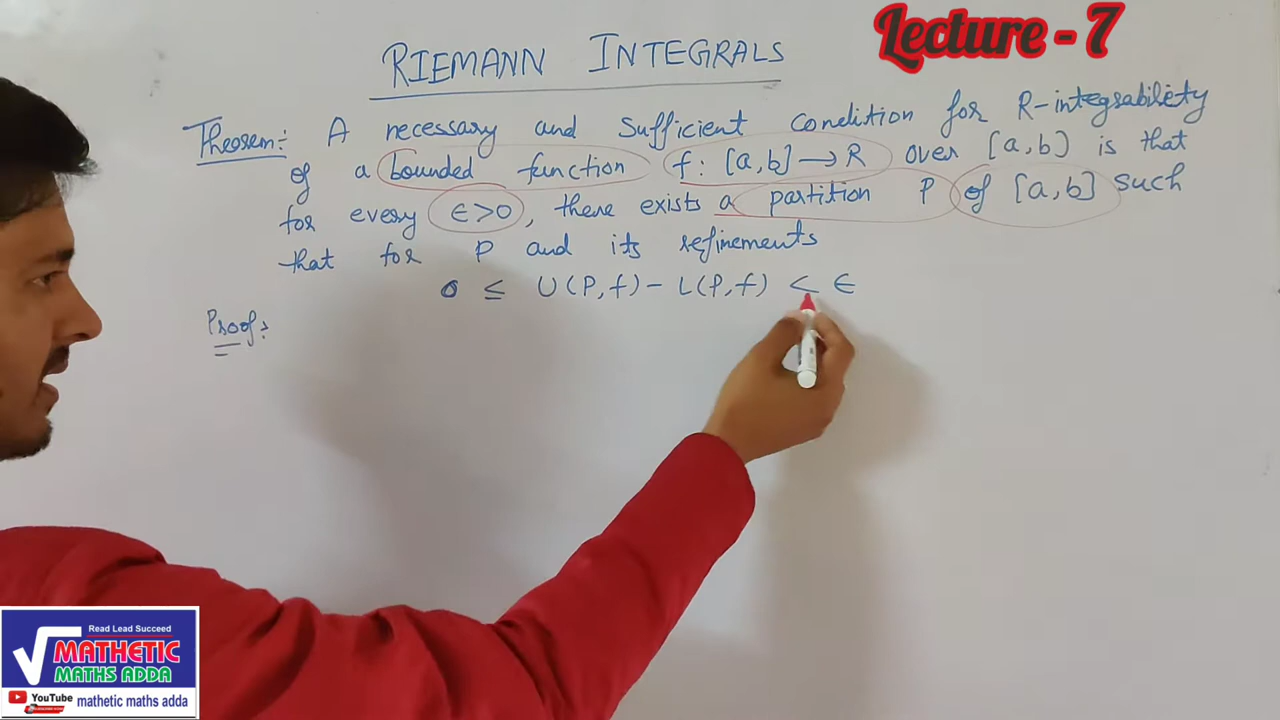 Lecture - 7
RIEMANN INTEGRALS
Theorem:- A necessary and sufficient condition for R-integrability
of a bounded function f: [a,b] → R over [a,b] is that
for every ϵ>0, there exists a partition P of [a,b] such
that for P and its refinements
0 ≤ U(P,f) - L(P,f) < ϵ
Proof:
Read Lead Succeed
MATHETIC
MATHS ADDA
YouTube
mathetic maths adda